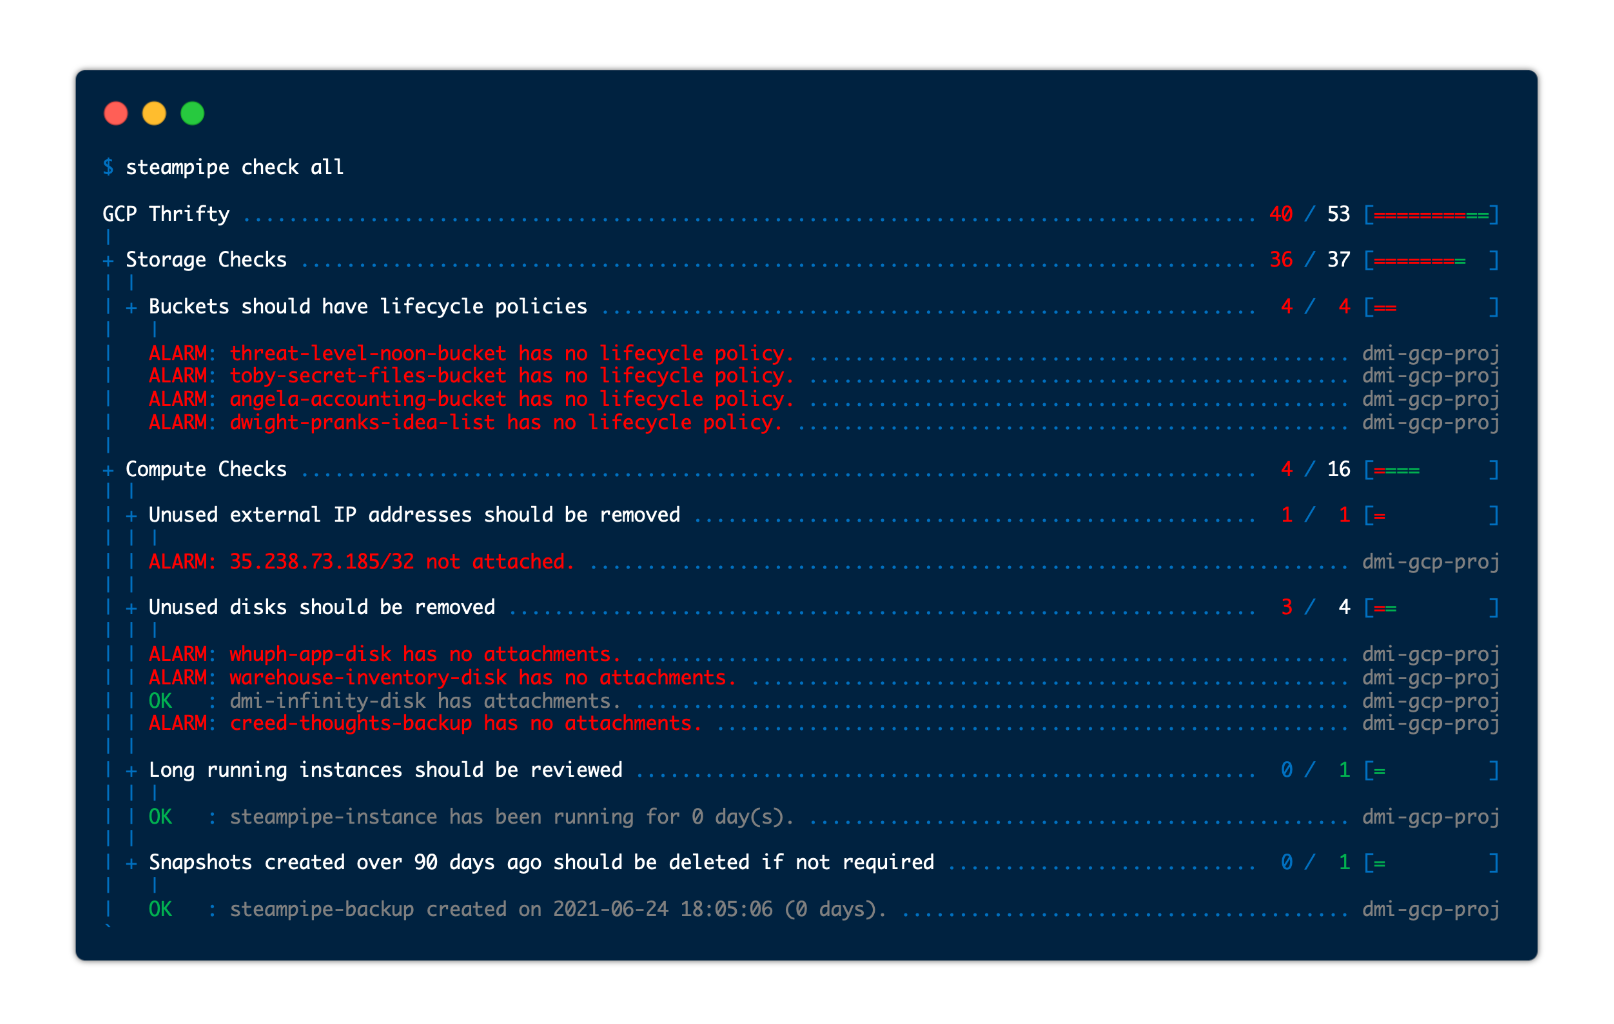 $ steampipe check all
GCP Thrifty ........................................................................................ 40 / 53 [==========]
|
+ Storage Checks ................................................................................... 36 / 37 [======== ]
| |
| + Buckets should have lifecycle policies ......................................................... 4 / 4 [== ]
| |
| ALARM: threat-level-noon-bucket has no lifecycle policy. ............................................... dmi-gcp-proj
| ALARM: toby-secret-files-bucket has no lifecycle policy. ............................................... dmi-gcp-proj
| ALARM: angela-accounting-bucket has no lifecycle policy. ............................................... dmi-gcp-proj
| ALARM: dwight-pranks-idea-list has no lifecycle policy. ................................................ dmi-gcp-proj
|
+ Compute Checks ................................................................................... 4 / 16 [==== ]
| |
| + Unused external IP addresses should be removed ................................................. 1 / 1 [= ]
| | |
| | ALARM: 35.238.73.185/32 not attached. .................................................................. dmi-gcp-proj
| |
| + Unused disks should be removed ................................................................. 3 / 4 [== ]
| | |
| | ALARM: whuph-app-disk has no attachments. .............................................................. dmi-gcp-proj
| | ALARM: warehouse-inventory-disk has no attachments. .................................................... dmi-gcp-proj
| | OK : dmi-infinity-disk has attachments. .............................................................. dmi-gcp-proj
| | ALARM: creed-thoughts-backup has no attachments. ....................................................... dmi-gcp-proj
| |
| + Long running instances should be reviewed ...................................................... 0 / 1 [= ]
| | |
| | OK : steampipe-instance has been running for 0 day(s). ............................................... dmi-gcp-proj
| |
| + Snapshots created over 90 days ago should be deleted if not required ........................... 0 / 1 [= ]
| |
| OK : steampipe-backup created on 2021-06-24 18:05:06 (0 days). ....................................... dmi-gcp-proj
`